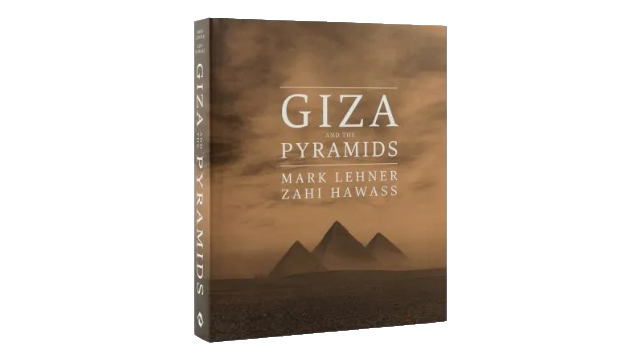 GIZA
AND THE
PYRAMIDS
MARK LEHNER
ZAHI HAWASS
GIZA AND THE PYRAMIDS